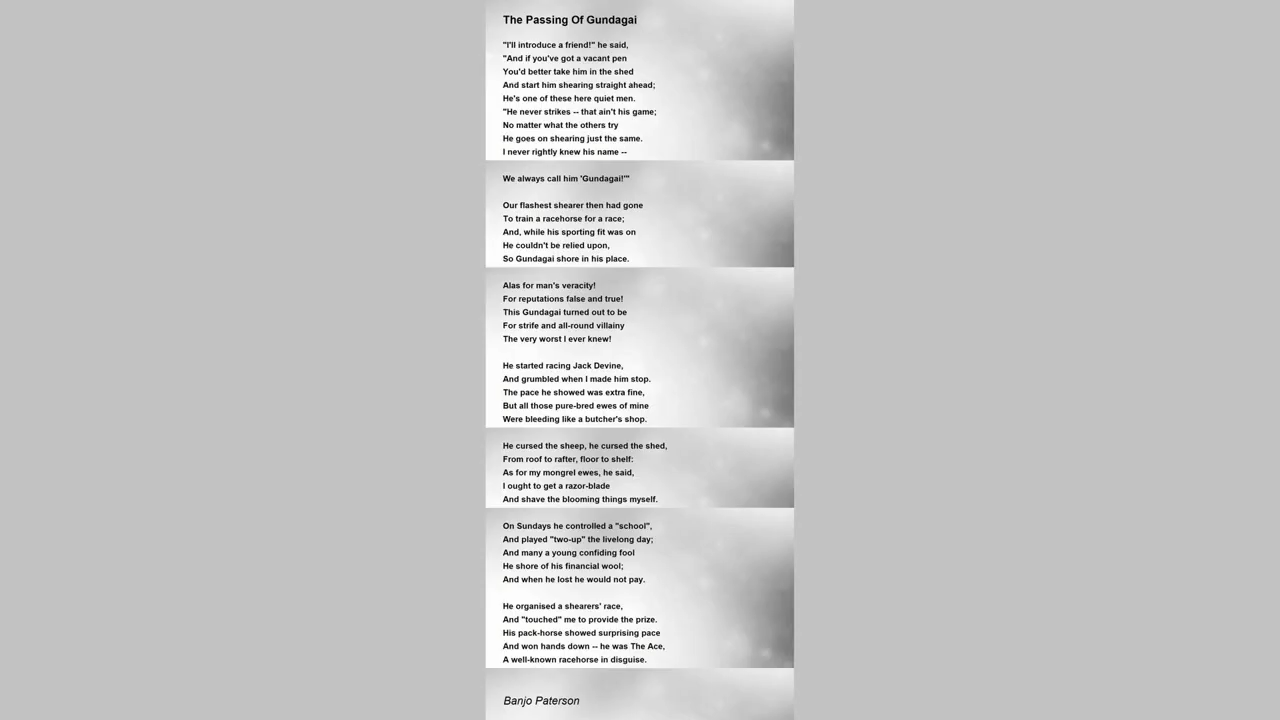 The Passing Of Gundagai
"I'll introduce a friend!" he said,
"And if you've got a vacant pen
You'd better take him in the shed
And start him shearing straight ahead;
He's one of these here quiet men.
"He never strikes -- that ain't his game;
No matter what the others try
He goes on shearing just the same.
I never rightly knew his name --
We always call him 'Gundagai!'"
Our flashest shearer then had gone
To train a racehorse for a race;
And, while his sporting fit was on
He couldn't be relied upon,
So Gundagai shore in his place.
Alas for man's veracity!
For reputations false and true!
This Gundagai turned out to be
For strife and all-round villainy
The very worst I ever knew!
He started racing Jack Devine,
And grumbled when I made him stop.
The pace he showed was extra fine,
But all those pure-bred ewes of mine
Were bleeding like a butcher's shop.
He cursed the sheep, he cursed the shed,
From roof to rafter, floor to shelf:
As for my mongrel ewes, he said,
I ought to get a razor-blade
And shave the blooming things myself.
On Sundays he controlled a "school",
And played "two-up" the livelong day;
And many a young confiding fool
He shore of his financial wool;
And when he lost he would not pay.
He organised a shearers' race,
And "touched" me to provide the prize.
His pack-horse showed surprising pace
And won hands down -- he was The Ace,
A well-known racehorse in disguise.
Banjo Paterson